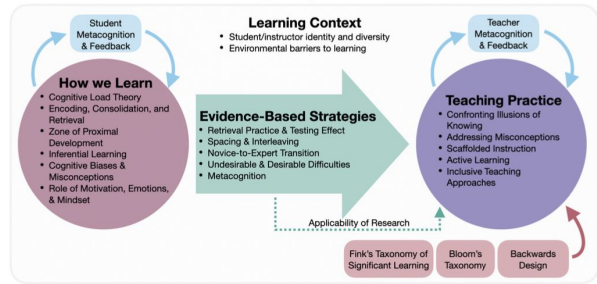 Student
Metacognition
& Feedback
Learning Context
• Student/instructor identity and diversity
• Environmental barriers to learning
Teacher
Metacognition
& Feedback
How we Learn
• Cognitive Load Theory
• Encoding, Consolidation, and
Retrieval
• Zone of Proximal
Development
• Inferential Learning
• Cognitive Biases &
Misconceptions
• Role of Motivation, Emotions,
& Mindset
Evidence-Based Strategies
• Retrieval Practice & Testing Effect
• Spacing & Interleaving
• Novice-to-Expert Transition
• Undesirable & Desirable Difficulties
• Metacognition
Teaching Practice
• Confronting Illusions of
Knowing
• Addressing Misconceptions
• Scaffolded Instruction
• Active Learning
• Inclusive Teaching
Approaches
Applicability of Research
Fink's Taxonomy of
Significant Learning
Bloom's
Taxonomy
Backwards
Design